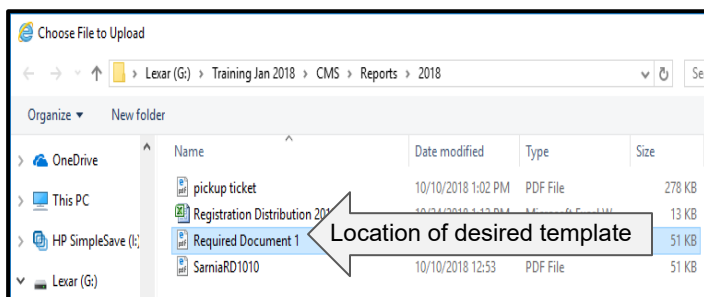 Choose File to Upload
Lexar (G:) › Training Jan 2018 › CMS › Reports › 2018
Organize New folder
Name Date modified Type Size
OneDrive
This PC
HP SimpleSave (I:)
Lexar (G:)
pickup ticket 10/10/2018 1:02 PM PDF File 278 KB
Registration Distribution 201 13 KB
Required Document 1 51 KB
SarniaRD1010 10/10/2018 12:53 PDF File 51 KB
Location of desired template